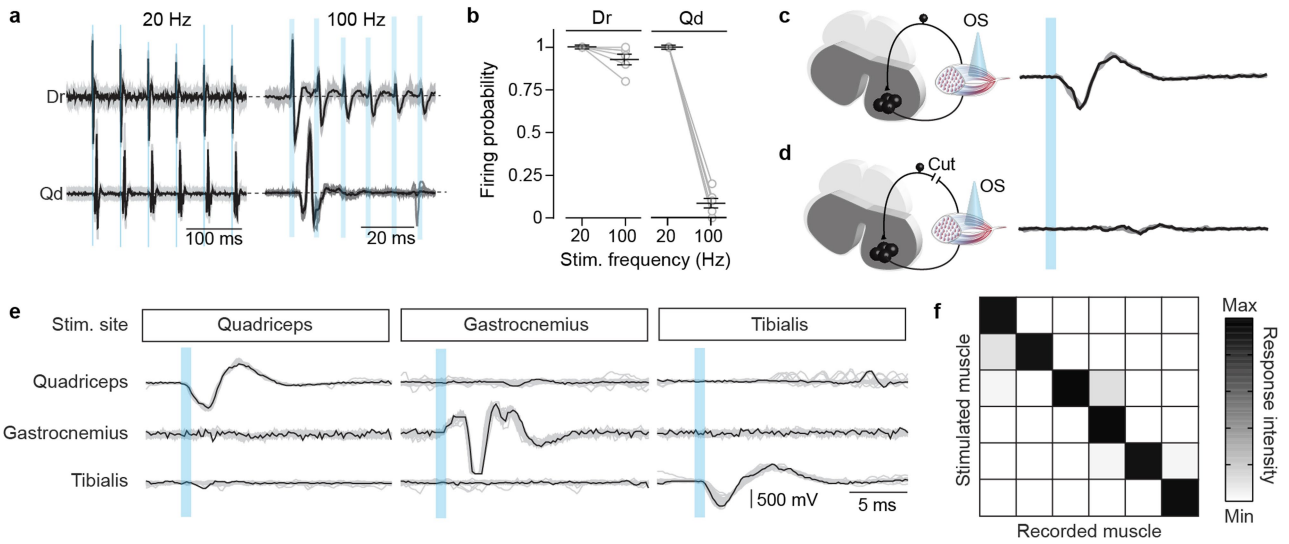 a
20 Hz
100 Hz
Dr
Qd
100 ms
20 ms
b
Dr
Qd
Firing probability
1
0.75
0.5
0.25
0
20
100
20
100
Stim. frequency (Hz)
c
OS
d
Cut
OS
e
Stim. site
Quadriceps
Gastrocnemius
Tibialis
Quadriceps
Gastrocnemius
Tibialis
500 mV
5 ms
f
Stimulated muscle
Recorded muscle
Max
Response intensity
Min